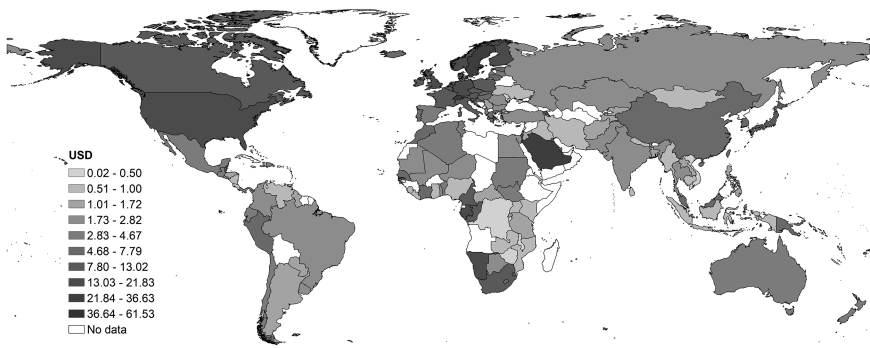 USD
0.02 - 0.50
0.51 - 1.00
1.01 - 1.72
1.73 - 2.82
2.83 - 4.67
4.68 - 7.79
7.80 - 13.02
13.03 - 21.83
21.84 - 36.63
36.64 - 61.53
No data